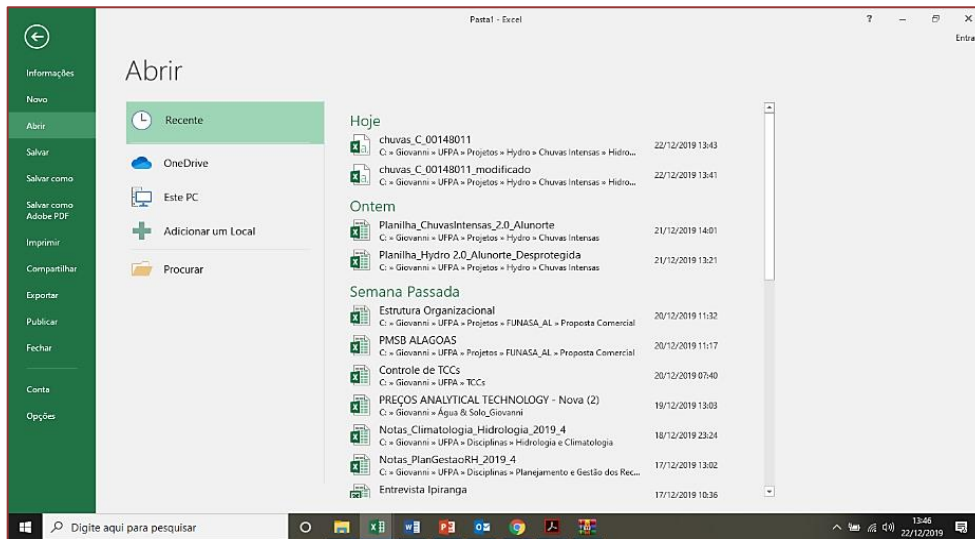 Pasta1 - Excel
?
Entra
Informações
Novo
Abrir
Salvar
Salvar como
Salvar como
Adobe PDF
Imprimir
Compartilhar
Exportar
Publicar
Fechar
Conta
Opções
Abrir
Recente
OneDrive
Este PC
Adicionar um Local
Procurar
Hoje
chuvas_C_00148011 22/12/2019 13:43
C: » Giovanni » UFPA » Projetos » Hydro » Chuvas Intensas » Hidro...
chuvas_C_00148011_modificado 22/12/2019 13:41
C: » Giovanni » UFPA » Projetos » Hydro » Chuvas Intensas » Hidro...
Ontem
Planilha_ChuvasIntensas_2.0_Alunorte 21/12/2019 14:01
C: » Giovanni » UFPA » Projetos » Hydro » Chuvas Intensas
Planilha_Hydro 2.0_Alunorte_Desprotegida 21/12/2019 13:21
C: » Giovanni » UFPA » Projetos » Hydro » Chuvas Intensas
Semana Passada
Estrutura Organizacional 20/12/2019 11:32
C: » Giovanni » UFPA » Projetos » FUNASA_AL » Proposta Comercial
PMSB ALAGOAS 20/12/2019 11:17
C: » Giovanni » UFPA » Projetos » FUNASA_AL » Proposta Comercial
Controle de TCCs 20/12/2019 07:40
C: » Giovanni » UFPA » TCCs
PREÇOS ANALYTICAL TECHNOLOGY - Nova (2) 19/12/2019 13:03
C: » Giovanni » Água & Solo_Giovanni
Notas_Climatologia_Hidrologia_2019_4 18/12/2019 23:24
C: » Giovanni » UFPA » Disciplinas » Hidrologia e Climatologia
Notas_PlanGestaoRH_2019_4 17/12/2019 13:02
C: » Giovanni » UFPA » Disciplinas » Planejamento e Gestão dos Rec...
Entrevista Ipiranga 17/12/2019 10:36
Digite aqui para pesquisar
13:46
22/12/2019